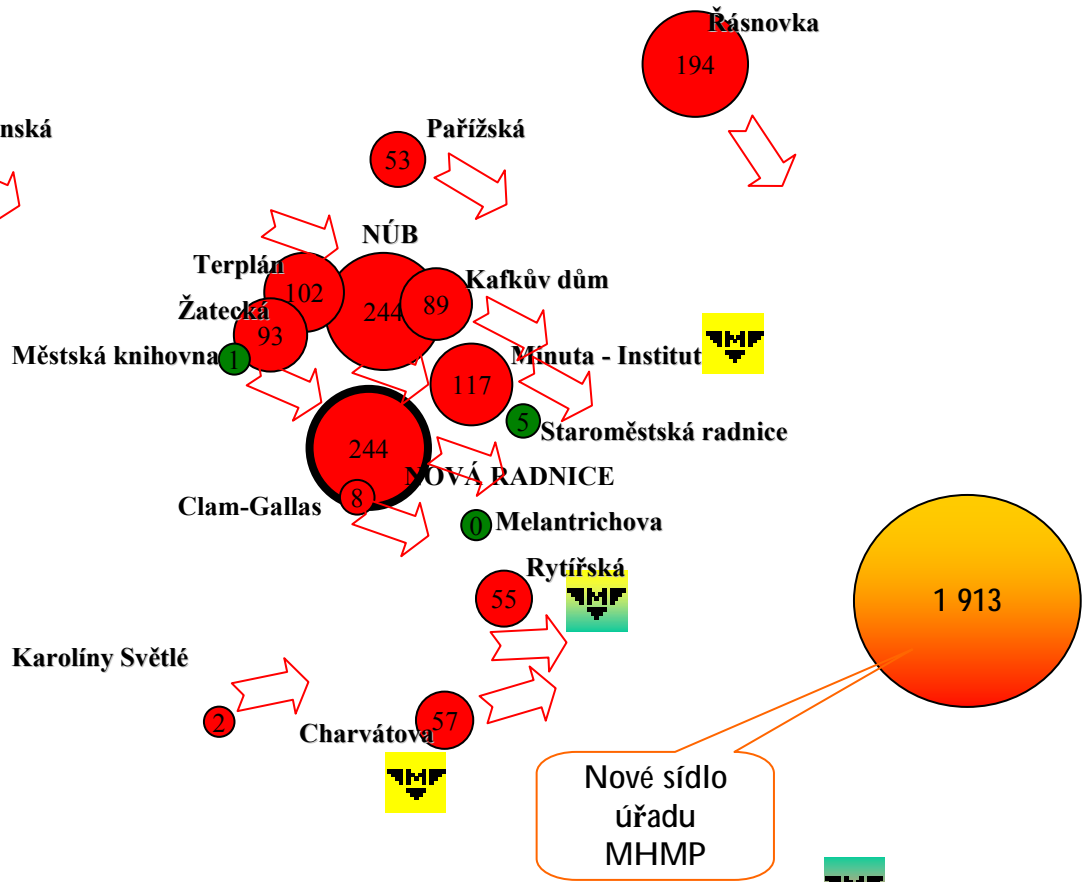 Řásnovka
194
nská
Pařížská
53
NÚB
Terplán
102
244
89
Kafkův dům
Žatecká
93
Městská knihovna
1
Minuta - Institut
M
117
5
Staroměstská radnice
244
NOVÁ RADNICE
Clam-Gallas
8
0
Melantrichova
Rytířská
55
M
1 913
Karolíny Světlé
2
Charvátova
57
M
Nové sídlo
úřadu
MHMP